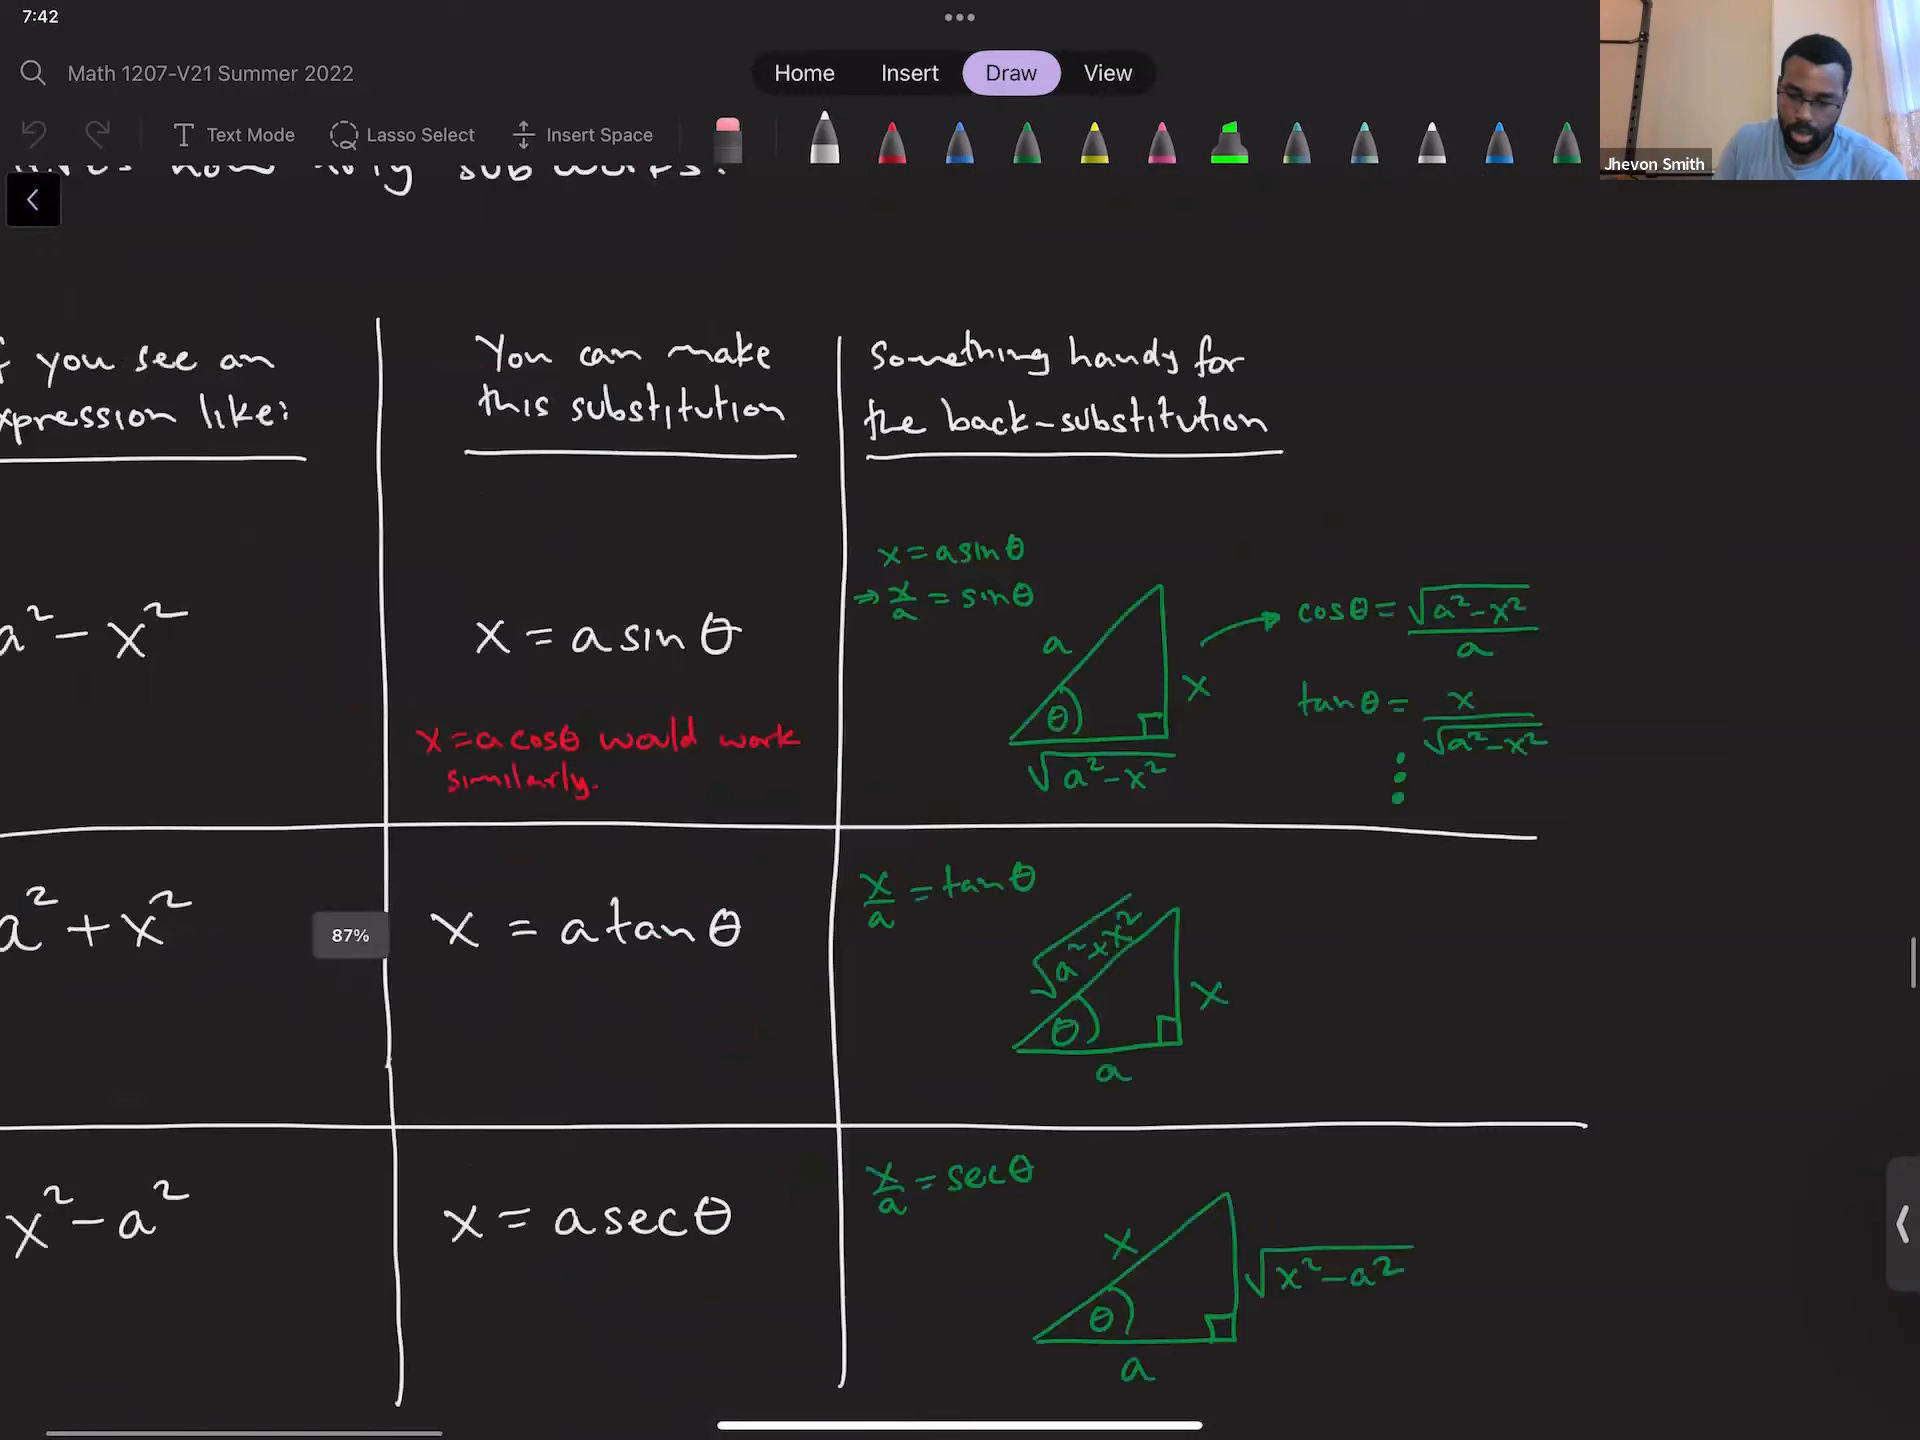 7:42
Math 1207-V21 Summer 2022
Home Insert Draw View
Text Mode Lasso Select Insert Space
Jhevon Smith
sub works:
you see an
xpression like:
You can make
this substitution
Something handy for
the back-substitution
a² - x²
x = a sin θ
x = a cosθ would work
similarly.
x = a sin θ
⇒ x/a = sin θ
a
θ
x
√(a² - x²)
cos θ = √(a² - x²)/a
tan θ = x/√(a² - x²)
⋮
a² + x²
87%
x = a tan θ
x/a = tan θ
√(a² + x²)
θ
x
a
x² - a²
x = a sec θ
x/a = sec θ
x
θ
√(x² - a²)
a